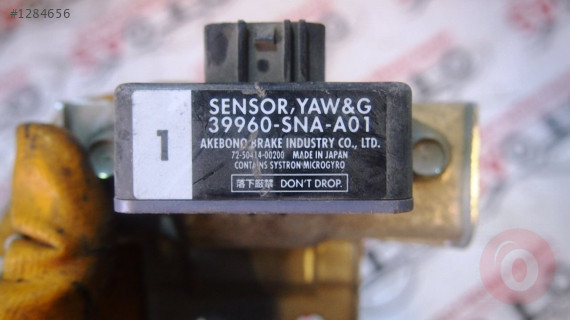 #1284656
SENSOR, YAW&G
39960-SNA-A01
1
AKEBONO BRAKE INDUSTRY CO., LTD.
72-50414-00200 MADE IN JAPAN
CONTAINS SYSTRON MICROGYRO
落下厳禁 DON'T DROP.